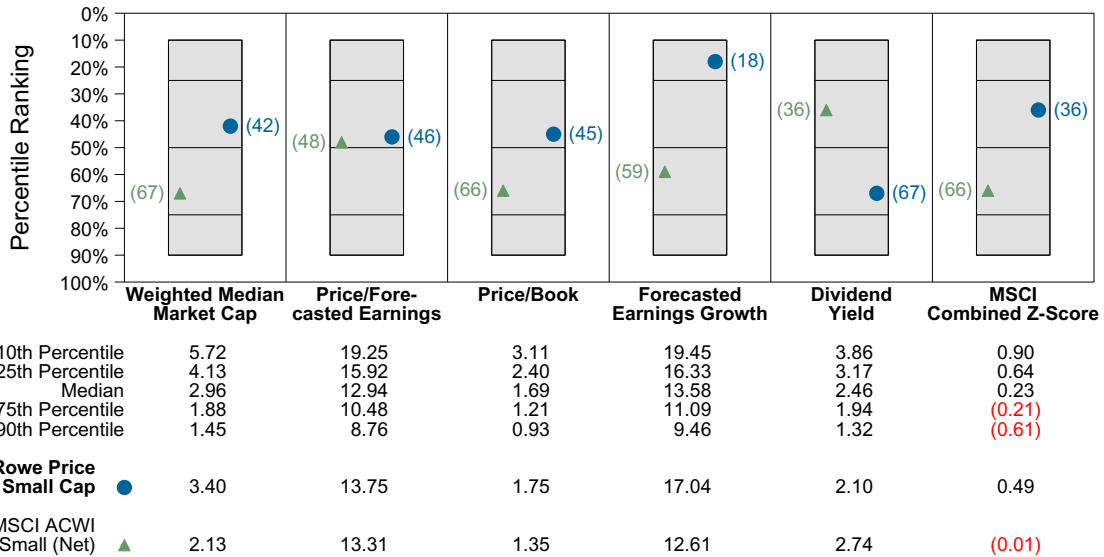 0%
10%
20%
30%
40%
50%
60%
70%
80%
90%
100%
Percentile Ranking
(42)
(67)
(48)
(46)
(45)
(66)
(18)
(59)
(36)
(67)
(36)
(66)
Weighted Median Market Cap
Price/Fore-casted Earnings
Price/Book
Forecasted Earnings Growth
Dividend Yield
MSCI Combined Z-Score
10th Percentile 5.72 19.25 3.11 19.45 3.86 0.90
25th Percentile 4.13 15.92 2.40 16.33 3.17 0.64
Median 2.96 12.94 1.69 13.58 2.46 0.23
75th Percentile 1.88 10.48 1.21 11.09 1.94 (0.21)
90th Percentile 1.45 8.76 0.93 9.46 1.32 (0.61)
Rowe Price
Small Cap 3.40 13.75 1.75 17.04 2.10 0.49
MSCI ACWI
Small (Net) 2.13 13.31 1.35 12.61 2.74 (0.01)